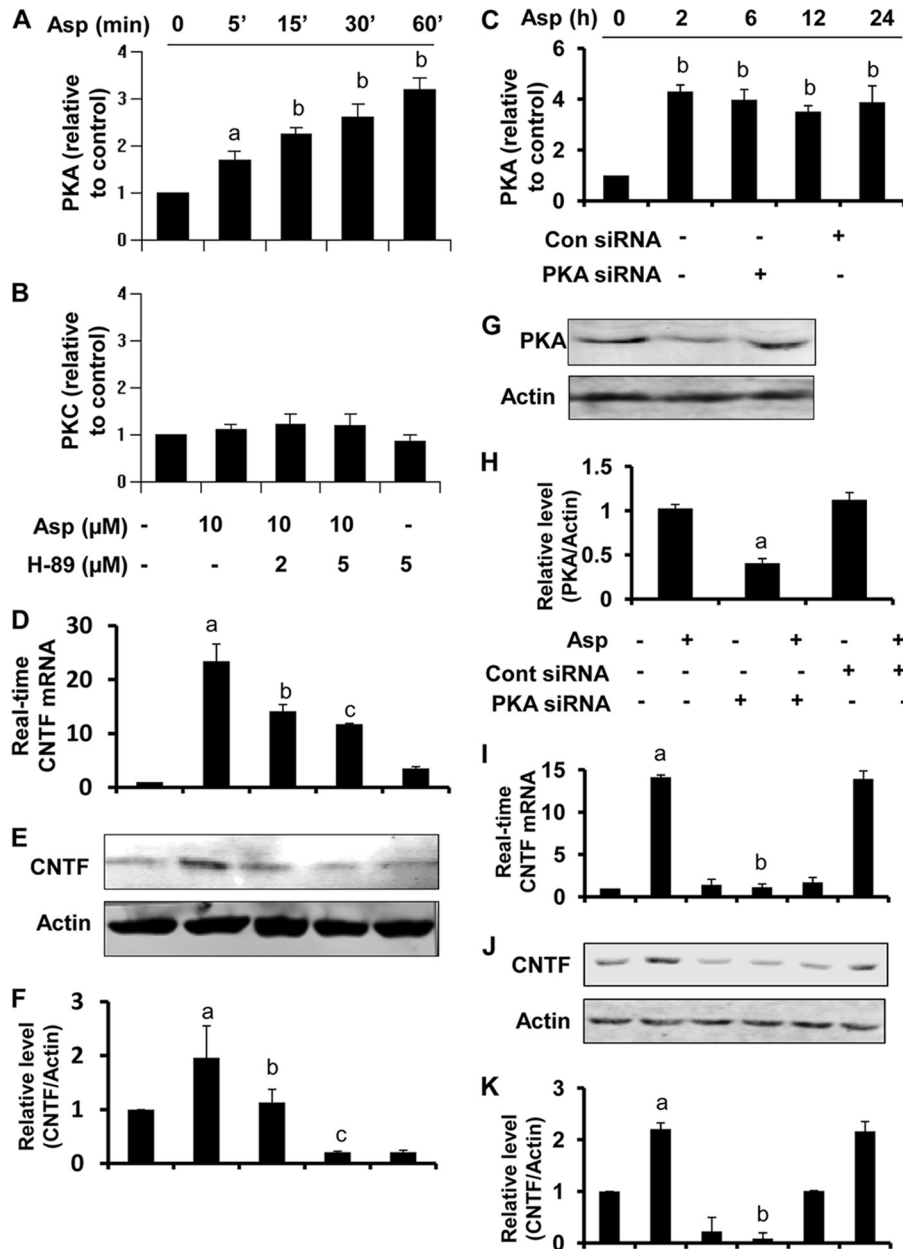 A
Asp (min) 0 5’ 15’ 30’ 60’
PKA (relative
to control)
4
3
2
1
0
a b b b
B
PKC (relative
to control)
4
3
2
1
0
Asp (µM) - 10 10 10 -
H-89 (µM) - - 2 5 5
D
Real-time
CNTF mRNA
30
20
10
0
a b c
E
CNTF
Actin
F
Relative level
(CNTF/Actin)
3
2
1
0
a b c
C
Asp (h) 0 2 6 12 24
PKA (relative
to control)
6
4
2
0
b b b b
Con siRNA - - +
PKA siRNA - + -
G
PKA
Actin
H
Relative level
(PKA/Actin)
1.5
1
0.5
0
a
Asp - + - + - +
Cont siRNA - - - - + +
PKA siRNA - - + + - -
I
Real-time
CNTF mRNA
15
10
5
0
a b
J
CNTF
Actin
K
Relative level
(CNTF/Actin)
3
2
1
0
a b